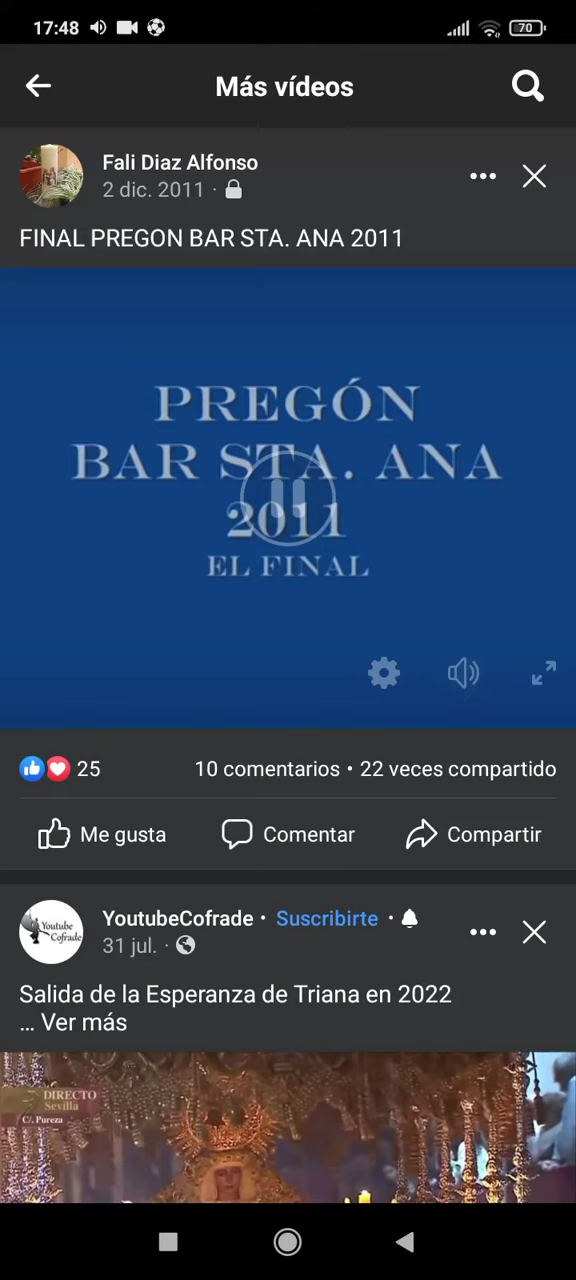 17:48
70
Más vídeos
Fali Diaz Alfonso
2 dic. 2011 ·
FINAL PREGON BAR STA. ANA 2011
PREGÓN
BAR STA. ANA
2011
EL FINAL
25
10 comentarios • 22 veces compartido
Me gusta
Comentar
Compartir
YoutubeCofrade · Suscribirte ·
31 jul. ·
Youtube
Cofrade
Salida de la Esperanza de Triana en 2022
... Ver más
DIRECTO
Sevilla
C/. Pureza